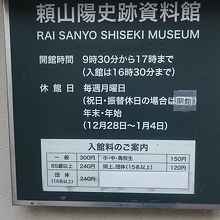 頼山陽史跡資料館
RAI SANYO SHISEKI MUSEUM
開館時間 9時30分から17時まで
(入館は16時30分まで)
休館日 毎週月曜日
(祝日・振替休日の場合は開館)
年末・年始
(12月28日〜1月4日)
入館料のご案内
一般 300円 小・中・高校生 150円
65歳以上 240円 同上、団体(15名以上) 120円
団体(15名以上) 240円